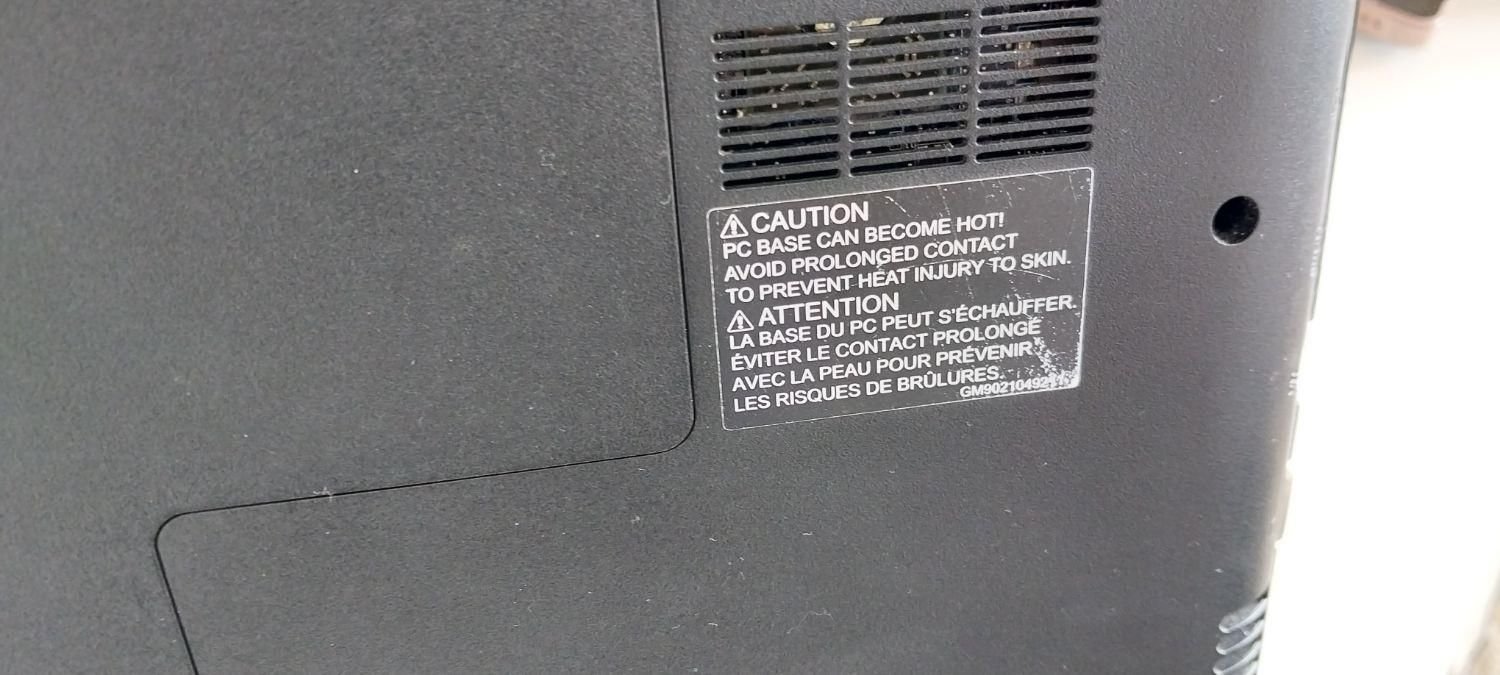 CAUTION
PC BASE CAN BECOME HOT!
AVOID PROLONGED CONTACT
TO PREVENT HEAT INJURY TO SKIN.
ATTENTION
LA BASE DU PC PEUT S'ÉCHAUFFER.
ÉVITER LE CONTACT PROLONGÉ
AVEC LA PEAU POUR PRÉVENIR
LES RISQUES DE BRÛLURES.